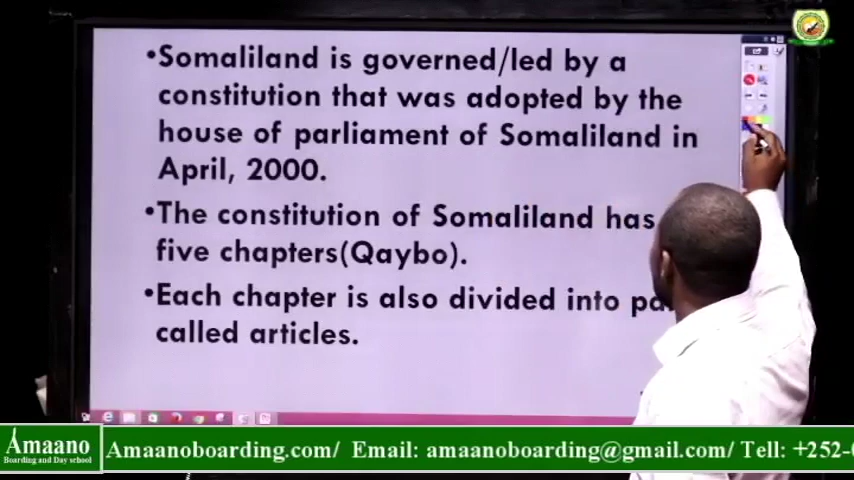 •Somaliland is governed/led by a
constitution that was adopted by the
house of parliament of Somaliland in
April, 2000.
•The constitution of Somaliland has
five chapters(Qaybo).
•Each chapter is also divided into
called articles.
Amaano
Boarding and Day school
Amaanoboarding.com/ Email: amaanoboarding@gmail.com/ Tell: +252-